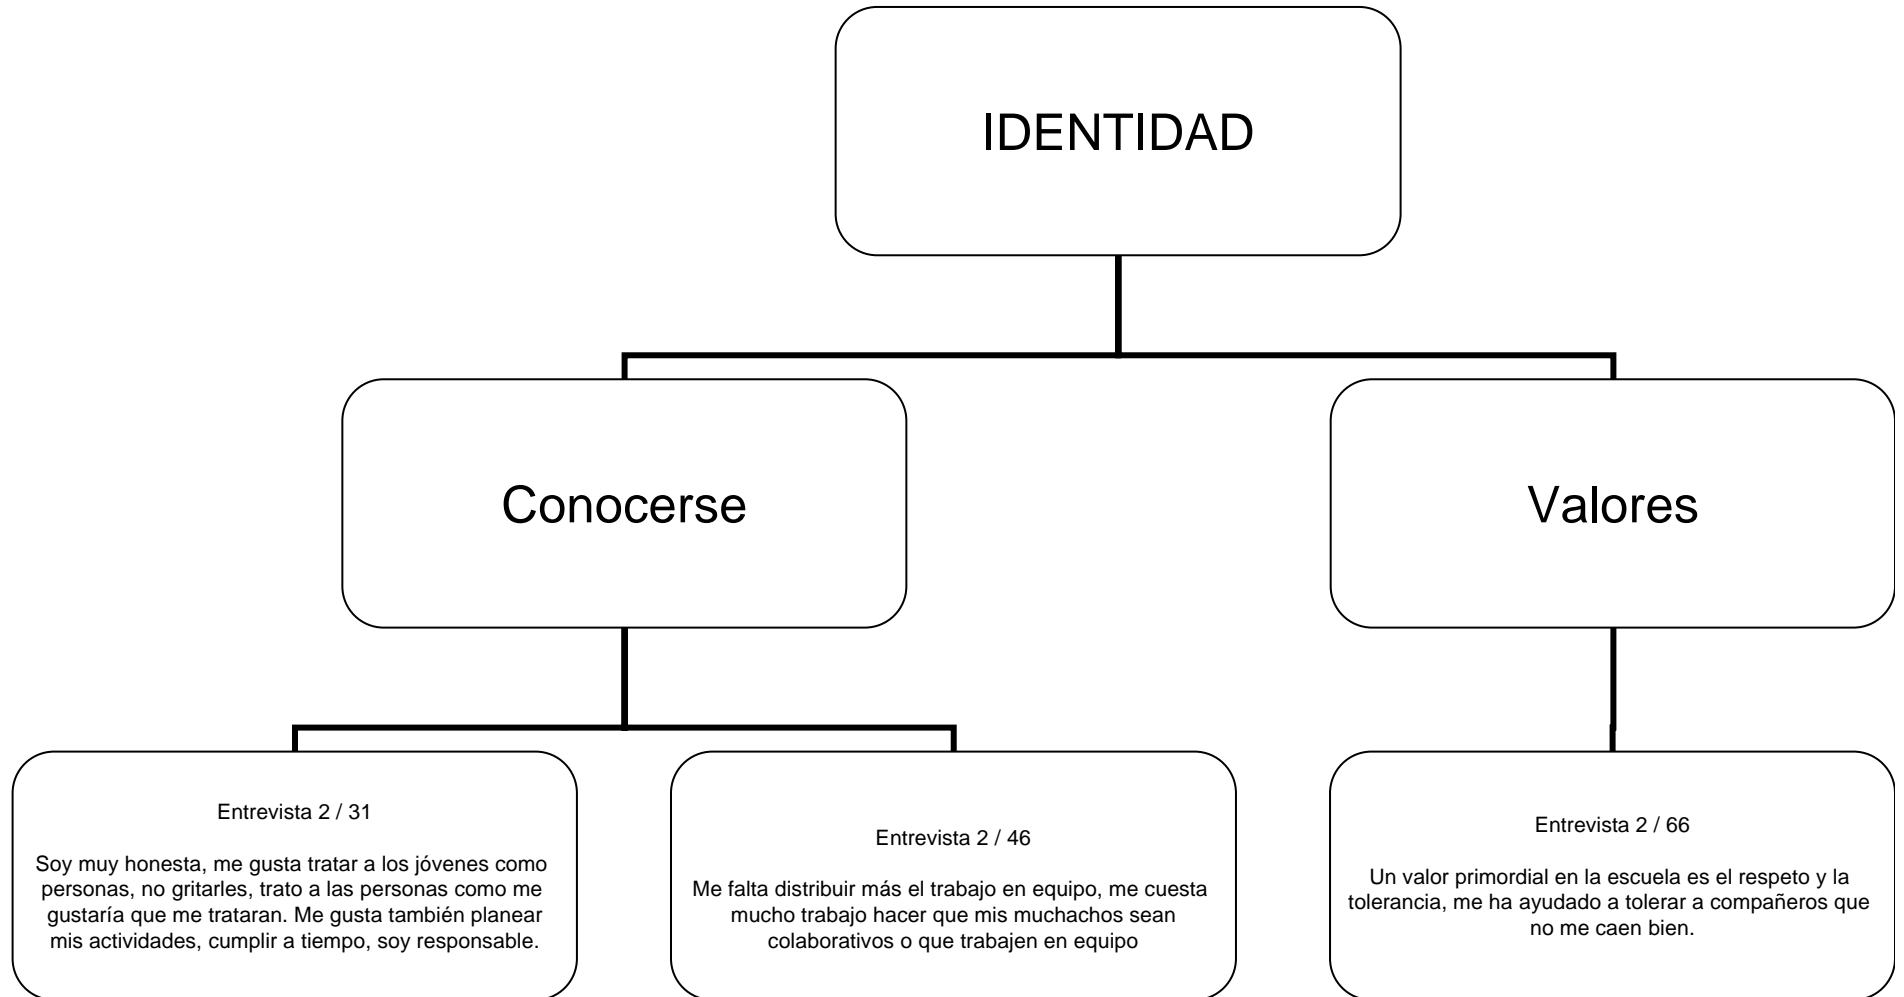 IDENTIDAD
Conocerse
Valores
Entrevista 2 / 31
Soy muy honesta, me gusta tratar a los jóvenes como
personas, no gritarles, trato a las personas como me
gustaría que me trataran. Me gusta también planear
mis actividades, cumplir a tiempo, soy responsable.
Entrevista 2 / 46
Me falta distribuir más el trabajo en equipo, me cuesta
mucho trabajo hacer que mis muchachos sean
colaborativos o que trabajen en equipo
Entrevista 2 / 66
Un valor primordial en la escuela es el respeto y la
tolerancia, me ha ayudado a tolerar a compañeros que
no me caen bien.